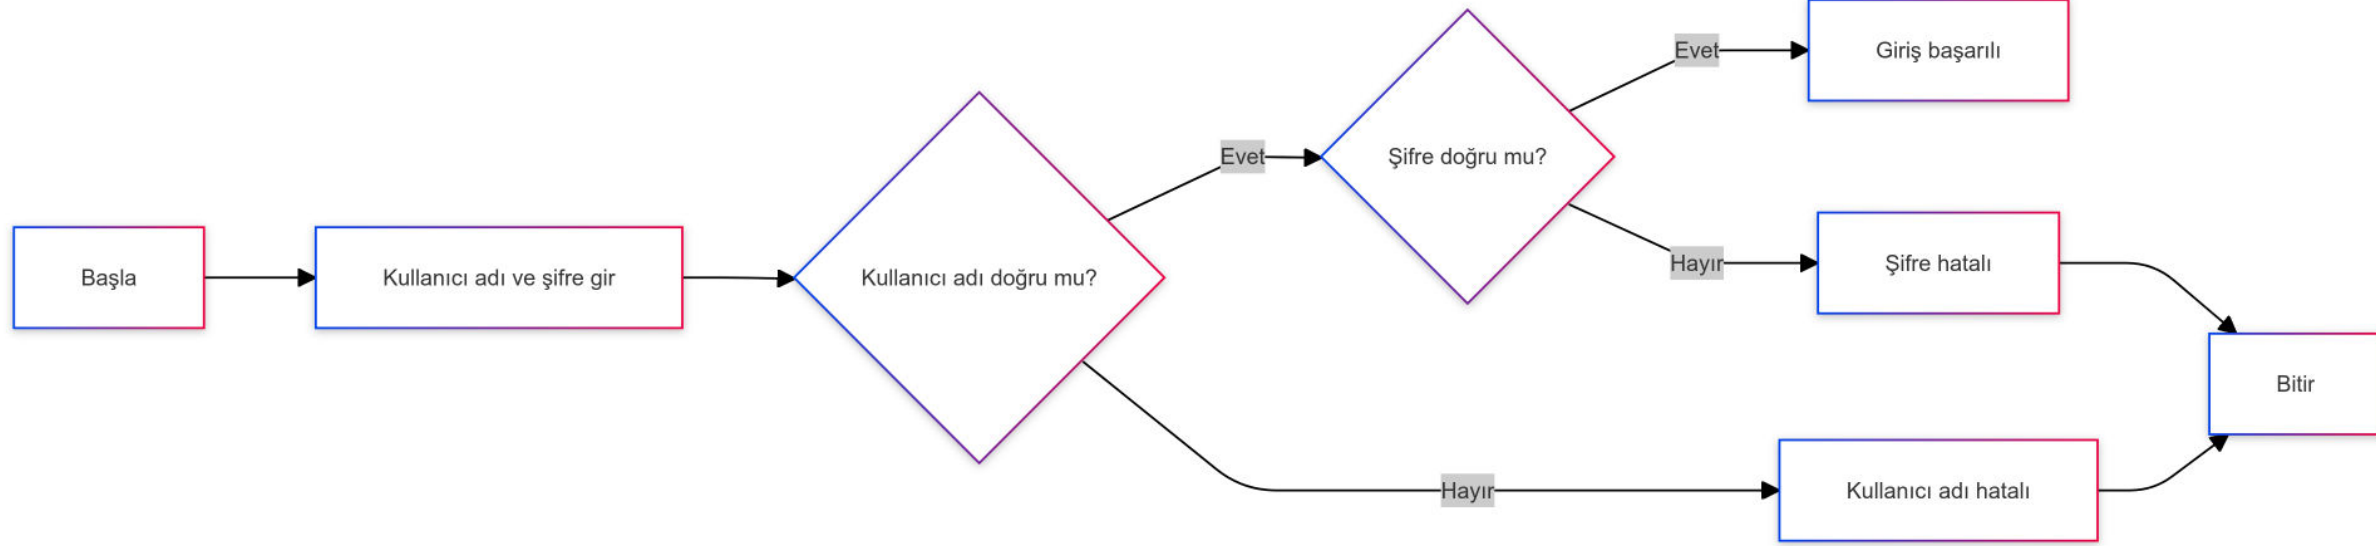 Başla
Kullanıcı adı ve şifre gir
Kullanıcı adı doğru mu?
Evet
Şifre doğru mu?
Evet
Giriş başarılı
Hayır
Şifre hatalı
Hayır
Kullanıcı adı hatalı
Bitir